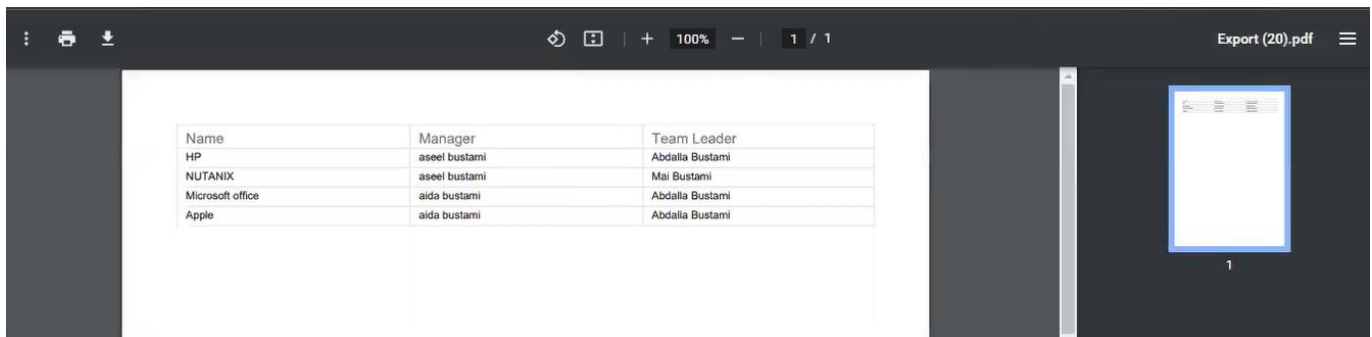 100%
1 / 1
Export (20).pdf
Name Manager Team Leader
HP aseel bustami Abdalla Bustami
NUTANIX aseel bustami Mai Bustami
Microsoft office aida bustami Abdalla Bustami
Apple aida bustami Abdalla Bustami
1